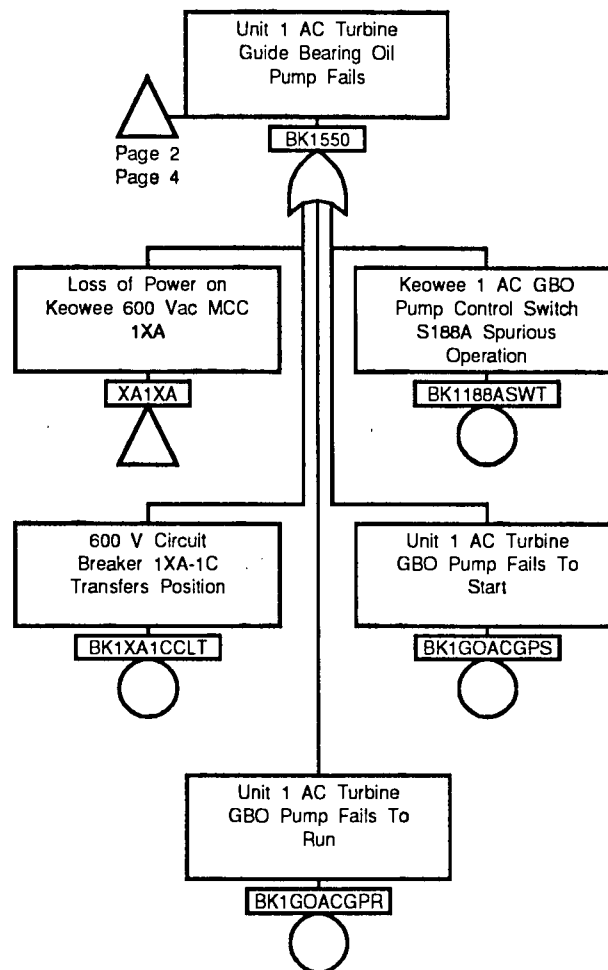 Unit 1 AC Turbine
Guide Bearing Oil
Pump Fails
BK1550
Page 2
Page 4
Loss of Power on
Keowee 600 Vac MCC
1XA
XA1XA
Keowee 1 AC GBO
Pump Control Switch
S188A Spurious
Operation
BK1188ASWT
600 V Circuit
Breaker 1XA-1C
Transfers Position
BK1XA1CCLT
Unit 1 AC Turbine
GBO Pump Fails To
Start
BK1GOACGPS
Unit 1 AC Turbine
GBO Pump Fails To
Run
BK1GOACGPR